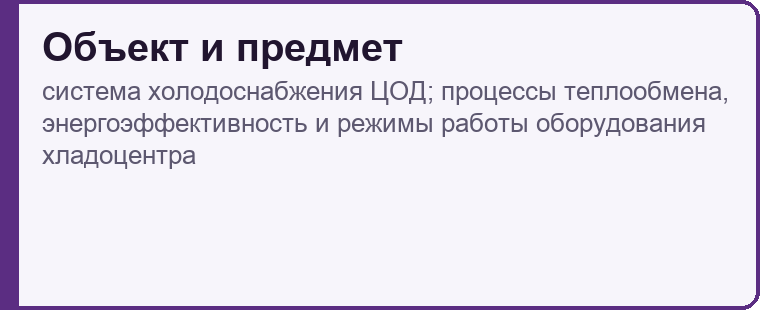 Объект и предмет
система холодоснабжения ЦОД; процессы теплообмена,
энергоэффективность и режимы работы оборудования
хладоцентра